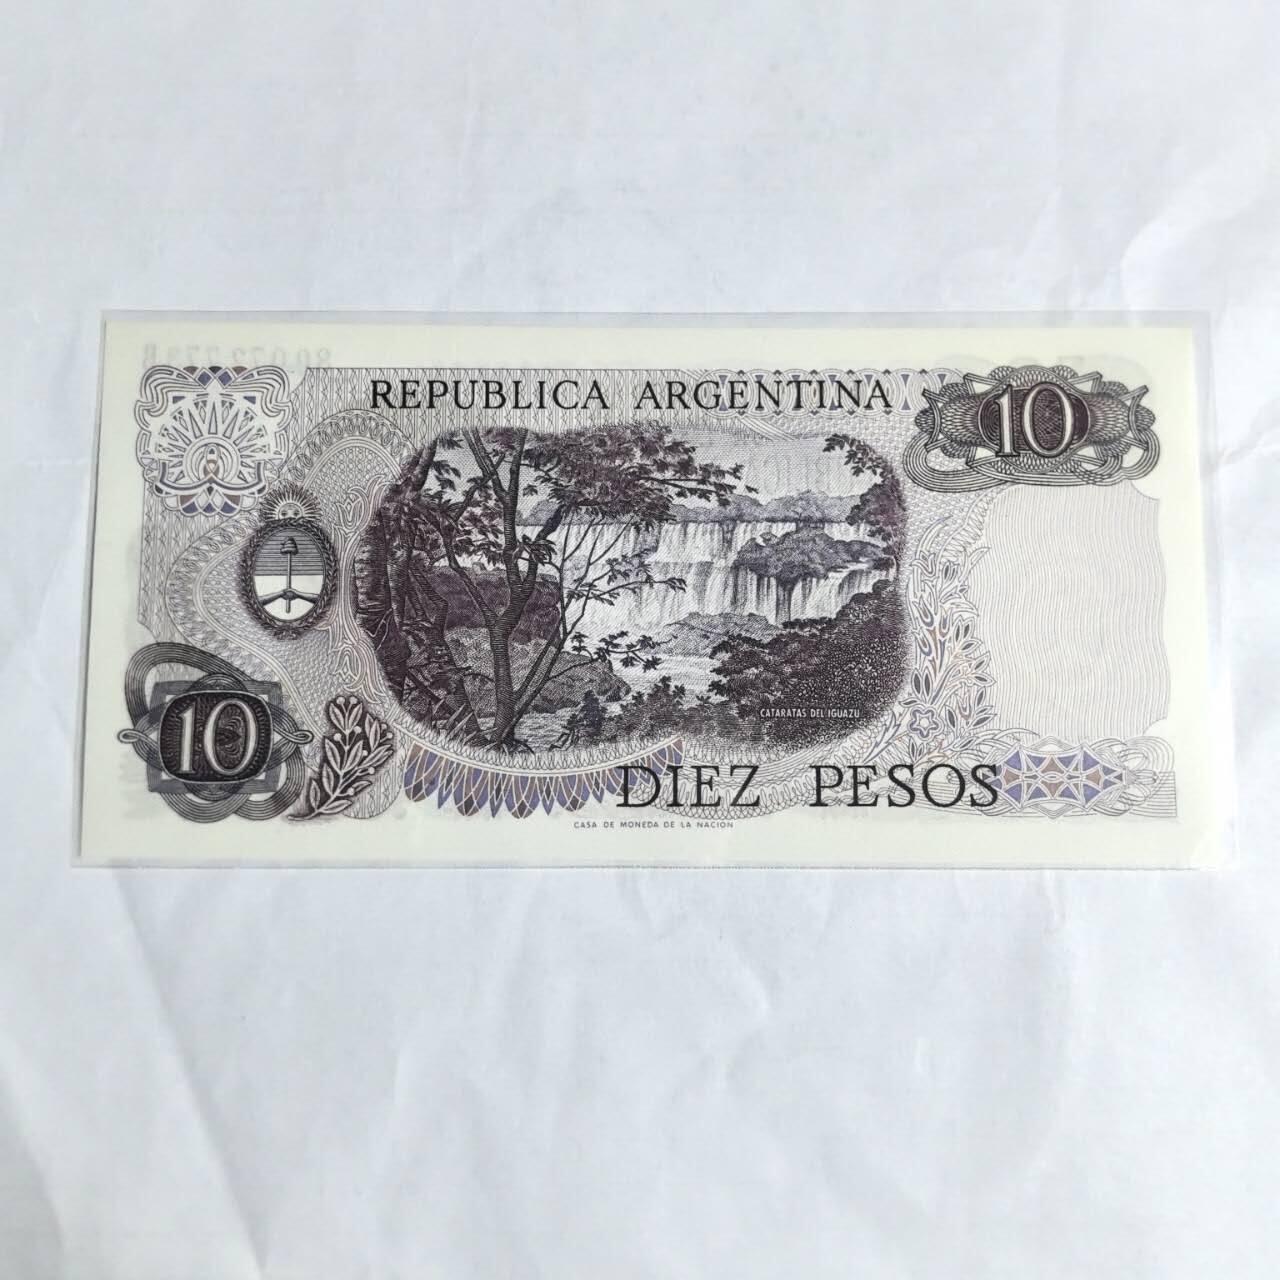 REPUBLICA ARGENTINA
10
CATARATAS DEL IGUAZU
10
DIEZ PESOS
CASA DE MONEDA DE LA NACION